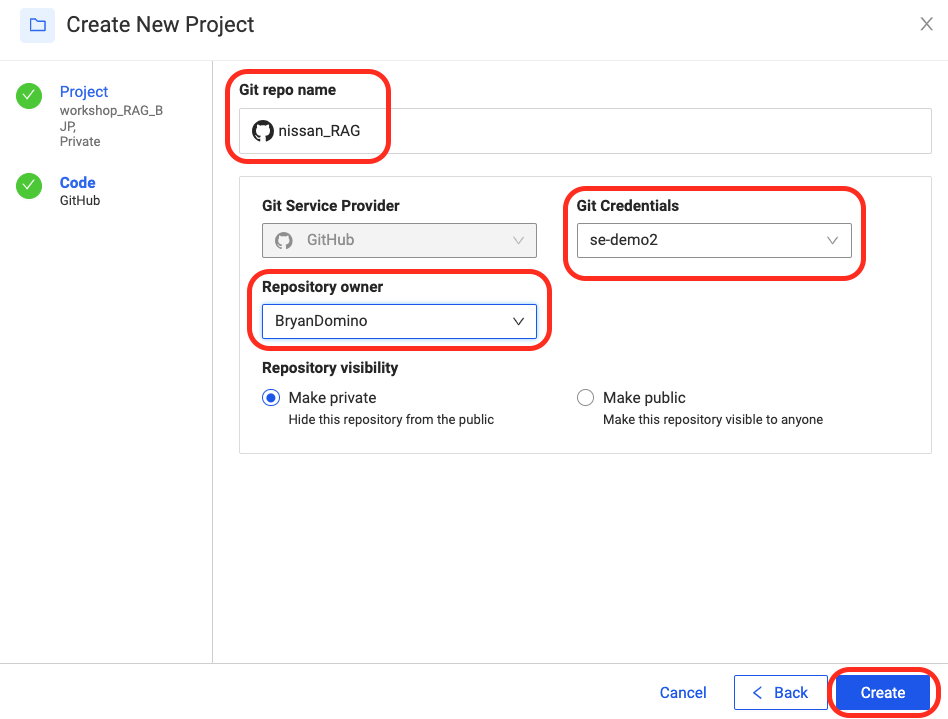 Create New Project
Project
workshop_RAG_B
JP,
Private
Code
GitHub
Git repo name
nissan_RAG
Git Service Provider
GitHub
Git Credentials
se-demo2
Repository owner
BryanDomino
Repository visibility
Make private
Hide this repository from the public
Make public
Make this repository visible to anyone
Cancel
Back
Create